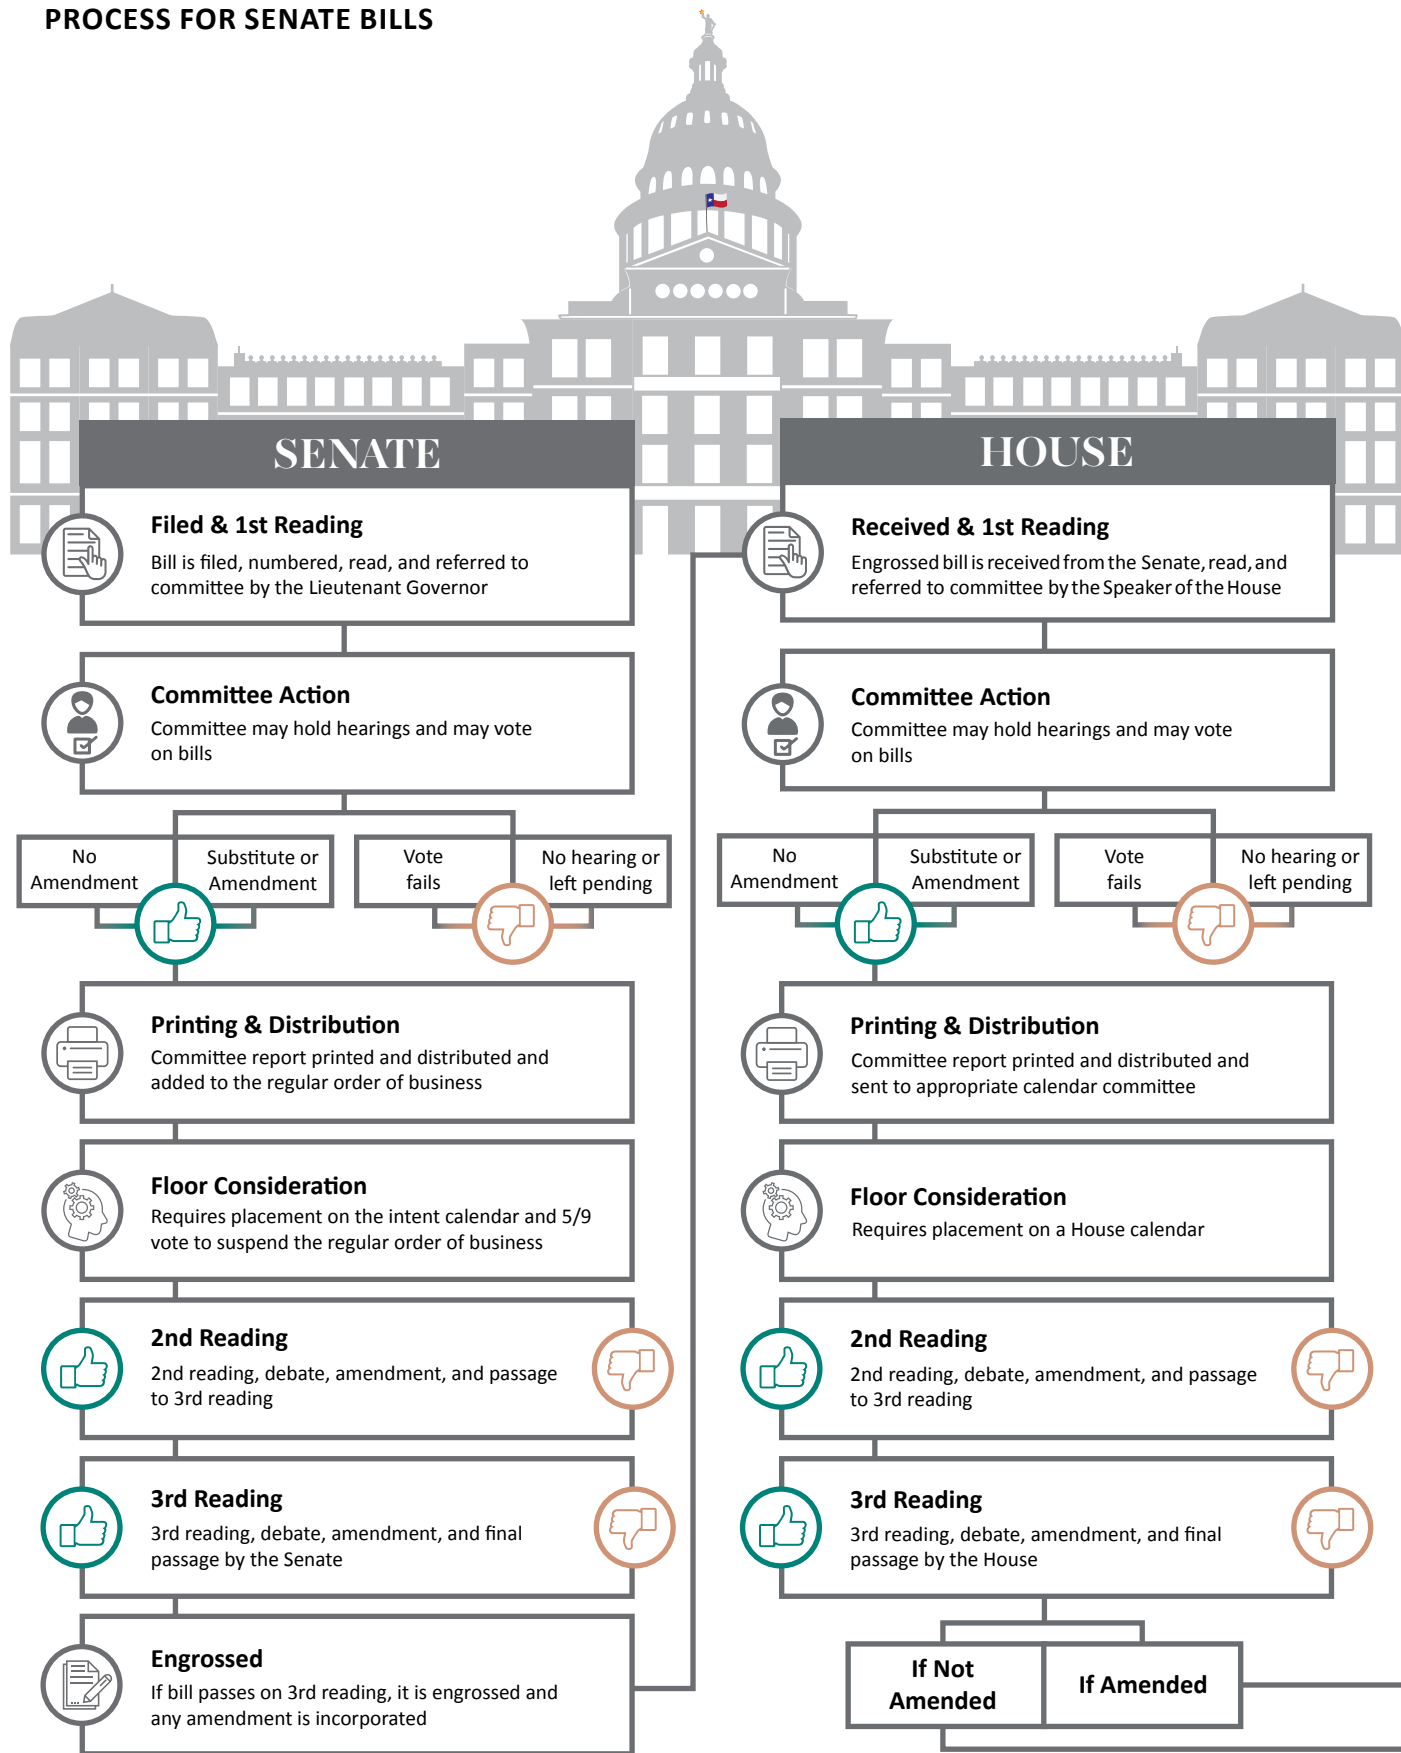 PROCESS FOR SENATE BILLS
SENATE
Filed & 1st Reading
Bill is filed, numbered, read, and referred to
committee by the Lieutenant Governor
Committee Action
Committee may hold hearings and may vote
on bills
No
Amendment
Substitute or
Amendment
Vote
fails
No hearing or
left pending
Printing & Distribution
Committee report printed and distributed and
added to the regular order of business
Floor Consideration
Requires placement on the intent calendar and 5/9
vote to suspend the regular order of business
2nd Reading
2nd reading, debate, amendment, and passage
to 3rd reading
3rd Reading
3rd reading, debate, amendment, and final
passage by the Senate
Engrossed
If bill passes on 3rd reading, it is engrossed and
any amendment is incorporated
HOUSE
Received & 1st Reading
Engrossed bill is received from the Senate, read, and
referred to committee by the Speaker of the House
Committee Action
Committee may hold hearings and may vote
on bills
No
Amendment
Substitute or
Amendment
Vote
fails
No hearing or
left pending
Printing & Distribution
Committee report printed and distributed and
sent to appropriate calendar committee
Floor Consideration
Requires placement on a House calendar
2nd Reading
2nd reading, debate, amendment, and passage
to 3rd reading
3rd Reading
3rd reading, debate, amendment, and final
passage by the House
If Not
Amended
If Amended